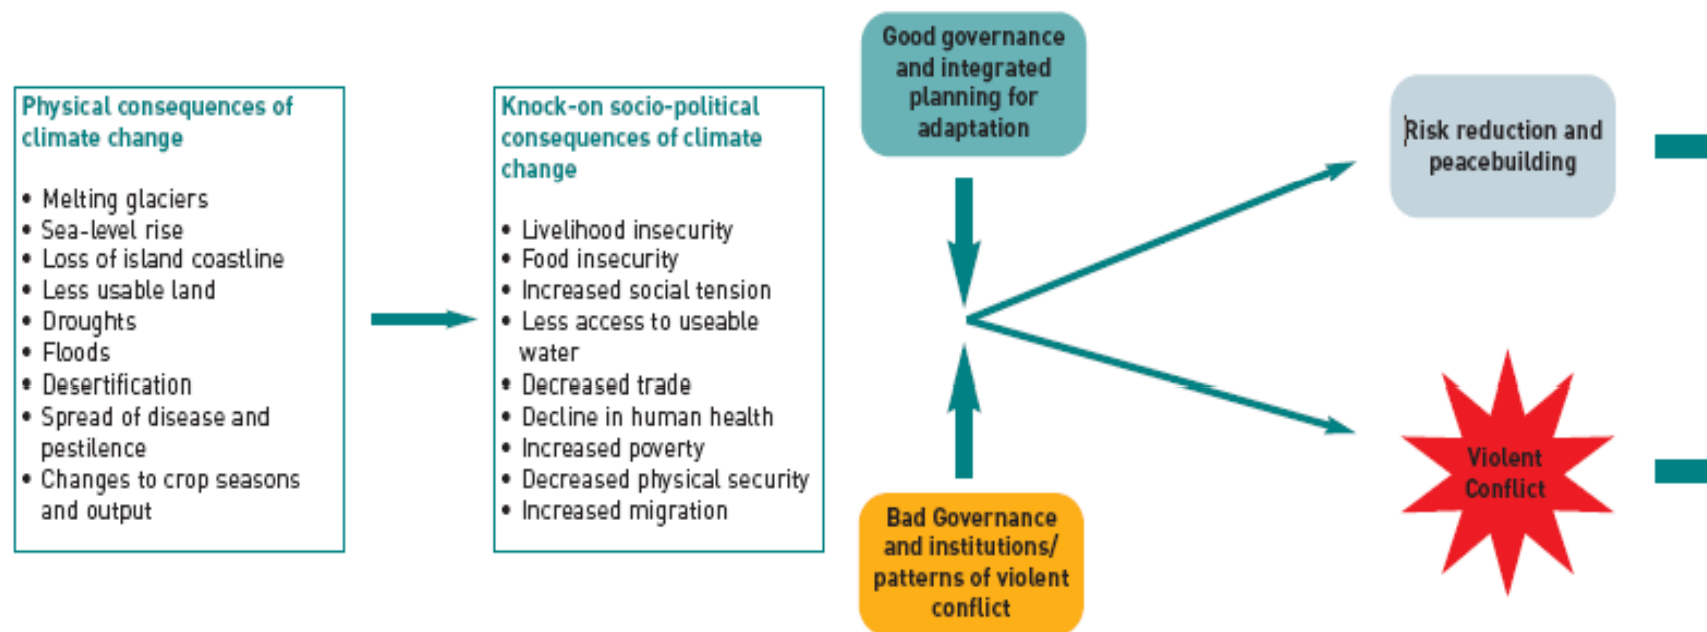 Physical consequences of
climate change
• Melting glaciers
• Sea-level rise
• Loss of island coastline
• Less usable land
• Droughts
• Floods
• Desertification
• Spread of disease and
pestilence
• Changes to crop seasons
and output
Knock-on socio-political
consequences of climate
change
• Livelihood insecurity
• Food insecurity
• Increased social tension
• Less access to useable
water
• Decreased trade
• Decline in human health
• Increased poverty
• Decreased physical security
• Increased migration
Good governance
and integrated
planning for
adaptation
Bad Governance
and institutions/
patterns of violent
conflict
Risk reduction and
peacebuilding
Violent
Conflict